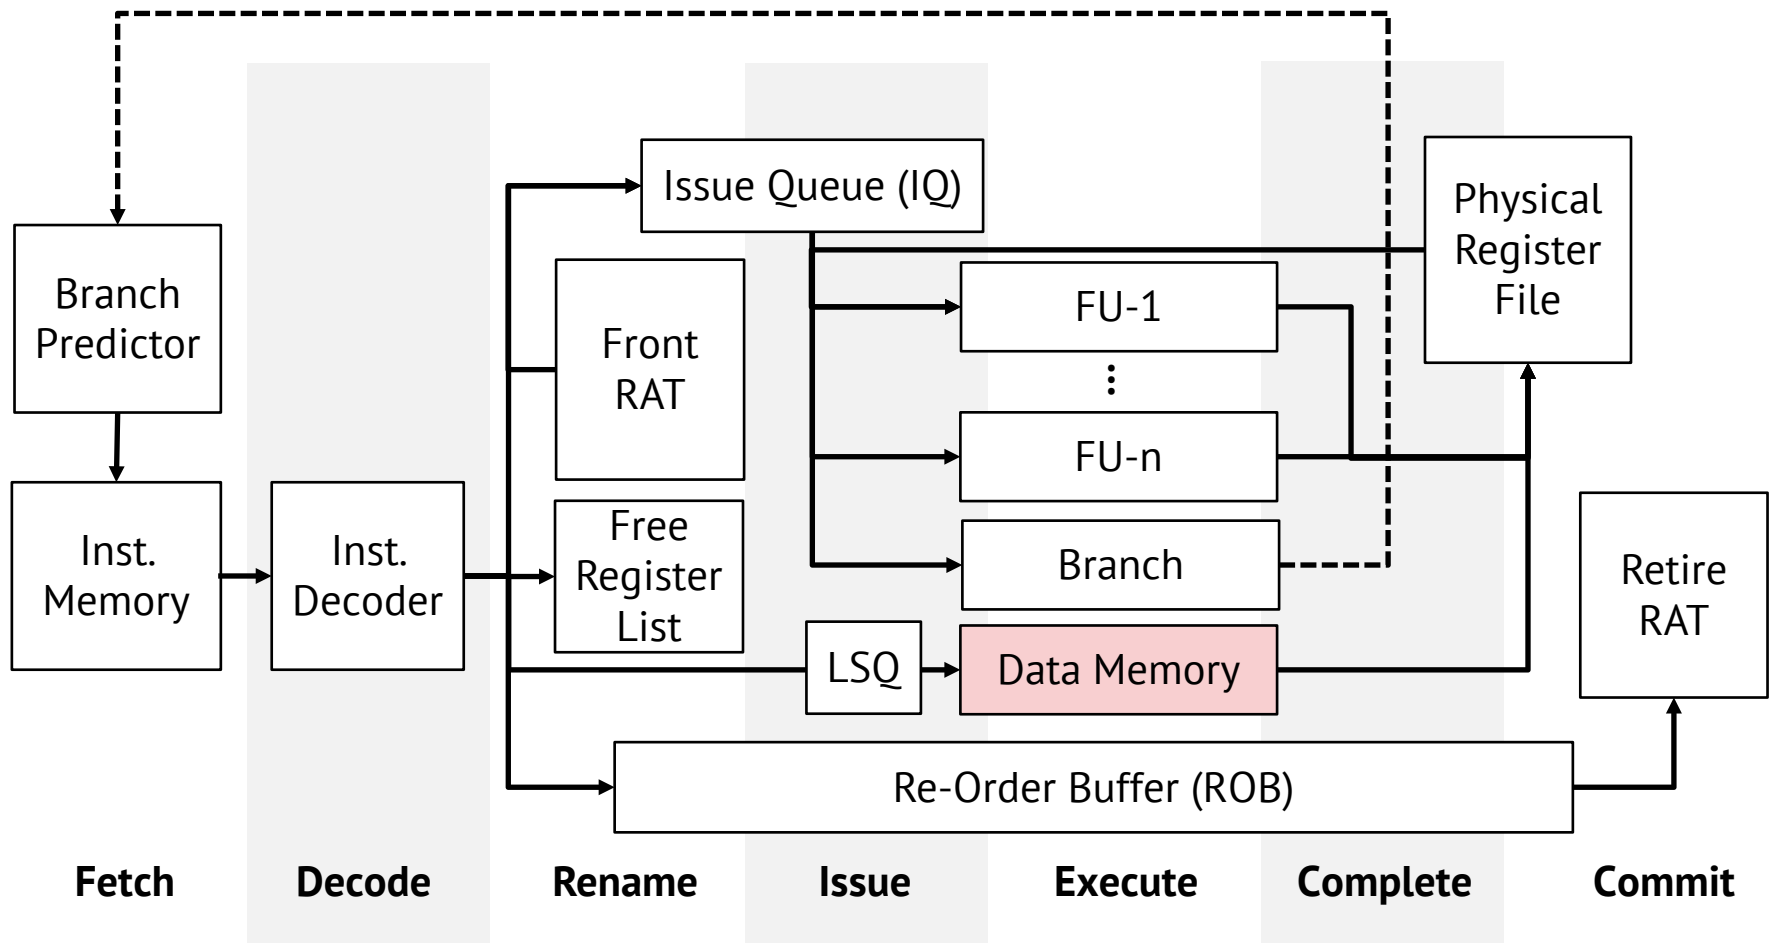 Issue Queue (IQ)
Physical
Register
File
Branch
Predictor
FU-1
Front
RAT
FU-n
Free
Register
List
Branch
Inst.
Memory
Inst.
Decoder
Retire
RAT
LSQ
Data Memory
Re-Order Buffer (ROB)
Fetch
Decode
Rename
Issue
Execute
Complete
Commit